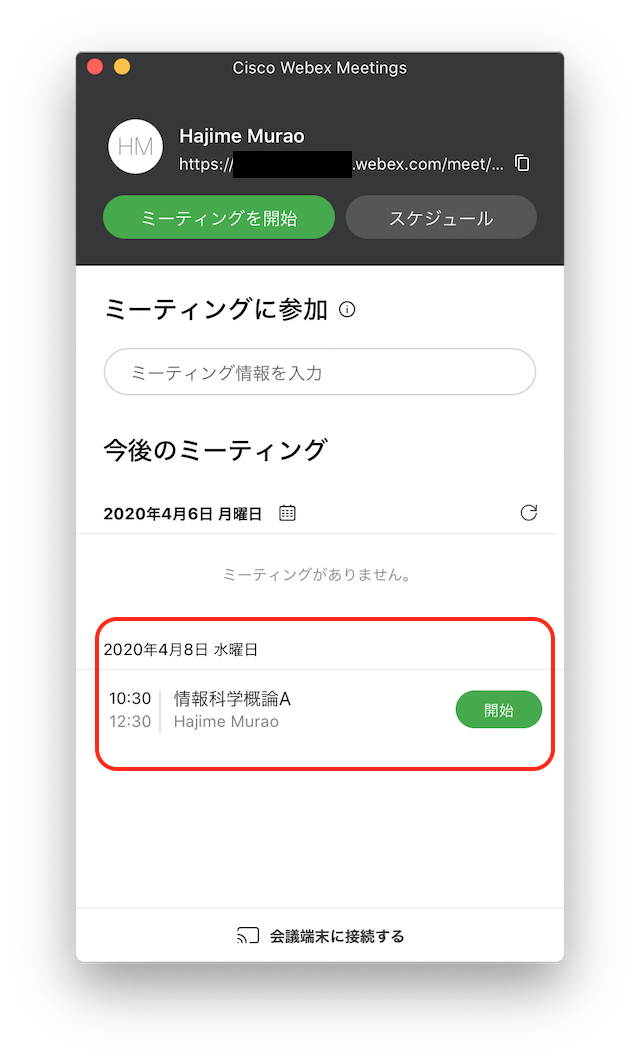 Cisco Webex Meetings
HM
Hajime Murao
https:// .webex.com/meet/...
ミーティングを開始
スケジュール
ミーティングに参加
ミーティング情報を入力
今後のミーティング
2020年4月6日 月曜日
ミーティングがありません。
2020年4月8日 水曜日
10:30 情報科学概論A
12:30 Hajime Murao
開始
会議端末に接続する